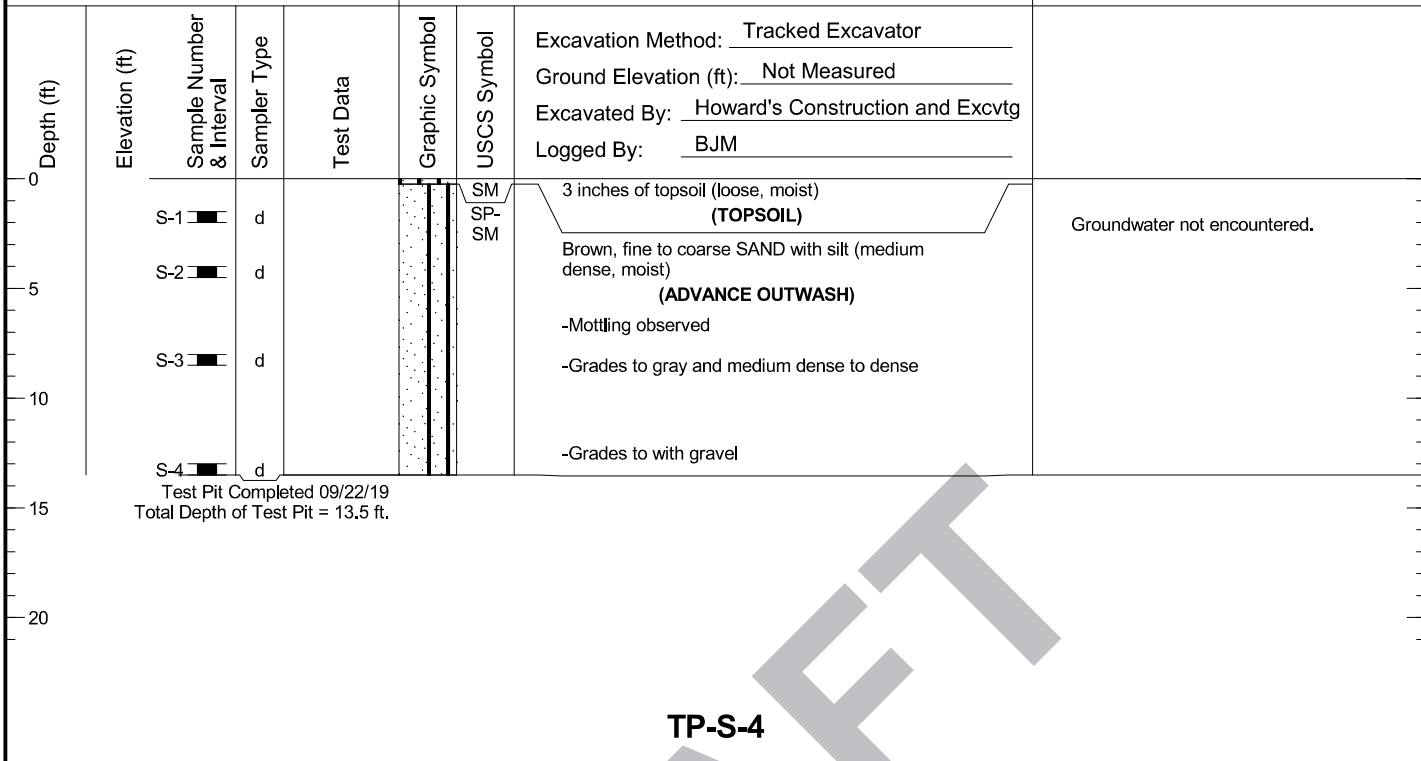 Depth (ft)
Elevation (ft)
Sample Number
& Interval
Sampler Type
Test Data
Graphic Symbol
USCS Symbol
Excavation Method: Tracked Excavator
Ground Elevation (ft): Not Measured
Excavated By: Howard's Construction and Excvtg
Logged By: BJM
0
SM
3 inches of topsoil (loose, moist)
(TOPSOIL)
S-1 d
SP-
SM
Groundwater not encountered.
Brown, fine to coarse SAND with silt (medium
dense, moist)
S-2 d
5
(ADVANCE OUTWASH)
-Mottling observed
S-3 d
-Grades to gray and medium dense to dense
10
-Grades to with gravel
S-4 d
Test Pit Completed 09/22/19
15
Total Depth of Test Pit = 13.5 ft.
20
TP-S-4